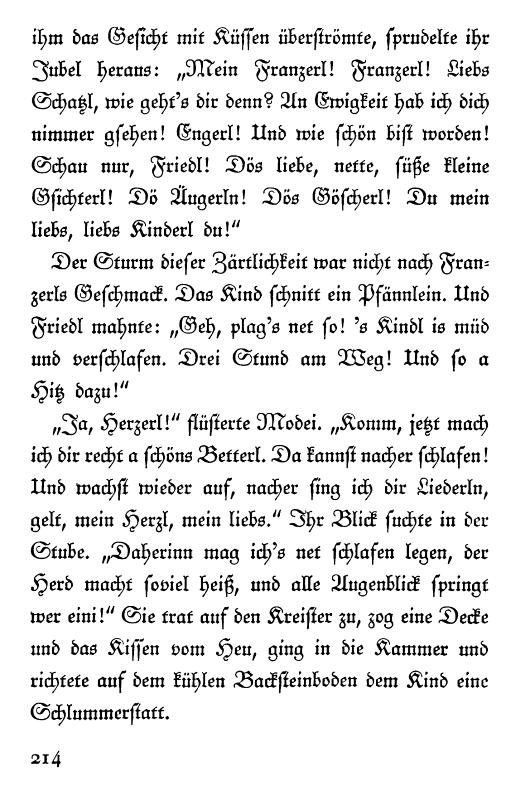 ihm das Gesicht mit Küssen überströmte, sprudelte ihr
Jubel heraus: „Mein Franzerl! Franzerl! Liebs
Schatzl, wie geht's dir denn? An Ewigkeit hab ich dich
nimmer gsehen! Engerl! Und wie schön bist worden!
Schau nur, Friedl! Dös liebe, nette, süße kleine
Gsichterl! Dö Äugerln! Dös Göscherl! Du mein
liebs, liebs Kinderl du!“
Der Sturm dieser Zärtlichkeit war nicht nach Fran-
zerls Geschmack. Das Kind schnitt ein Pfännlein. Und
Friedl mahnte: „Geh, plag's net so! 's Kindl is müd
und verschlafen. Drei Stund am Weg! Und so a
Hitz dazu!“
„Ja, Herzerl!“ flüsterte Modei. „Komm, jetzt mach
ich dir recht a schöns Betterl. Da kannst nacher schlafen!
Und wachst wieder auf, nacher sing ich dir Liederln,
gelt, mein Herzl, mein liebs.“ Ihr Blick suchte in der
Stube. „Daherinn mag ich's net schlafen legen, der
Herd macht soviel heiß, und alle Augenblick springt
wer eini!“ Sie trat auf den Kreister zu, zog eine Decke
und das Kissen vom Heu, ging in die Kammer und
richtete auf dem kühlen Backsteinboden dem Kind eine
Schlummerstatt.
214